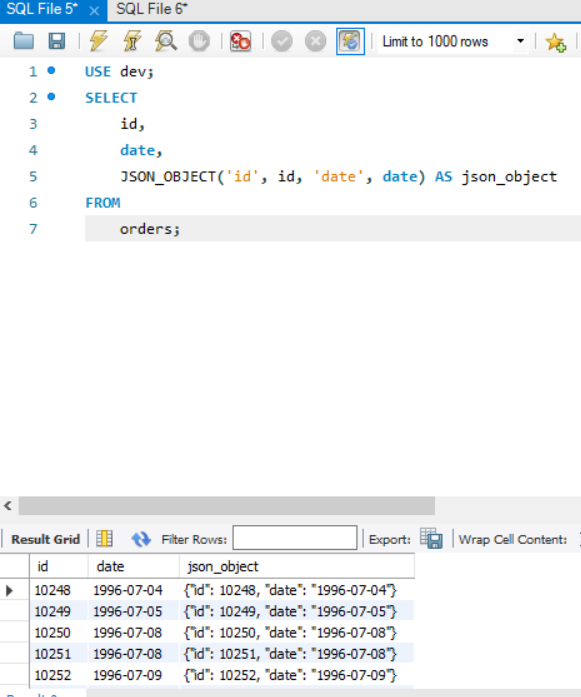 SQL File 5* × SQL File 6*
Limit to 1000 rows
1 USE dev;
2 SELECT
3 id,
4 date,
5 JSON_OBJECT('id', id, 'date', date) AS json_object
6 FROM
7 orders;
Result Grid Filter Rows: Export: Wrap Cell Content:
id date json_object
10248 1996-07-04 {"id": 10248, "date": "1996-07-04"}
10249 1996-07-05 {"id": 10249, "date": "1996-07-05"}
10250 1996-07-08 {"id": 10250, "date": "1996-07-08"}
10251 1996-07-08 {"id": 10251, "date": "1996-07-08"}
10252 1996-07-09 {"id": 10252, "date": "1996-07-09"}